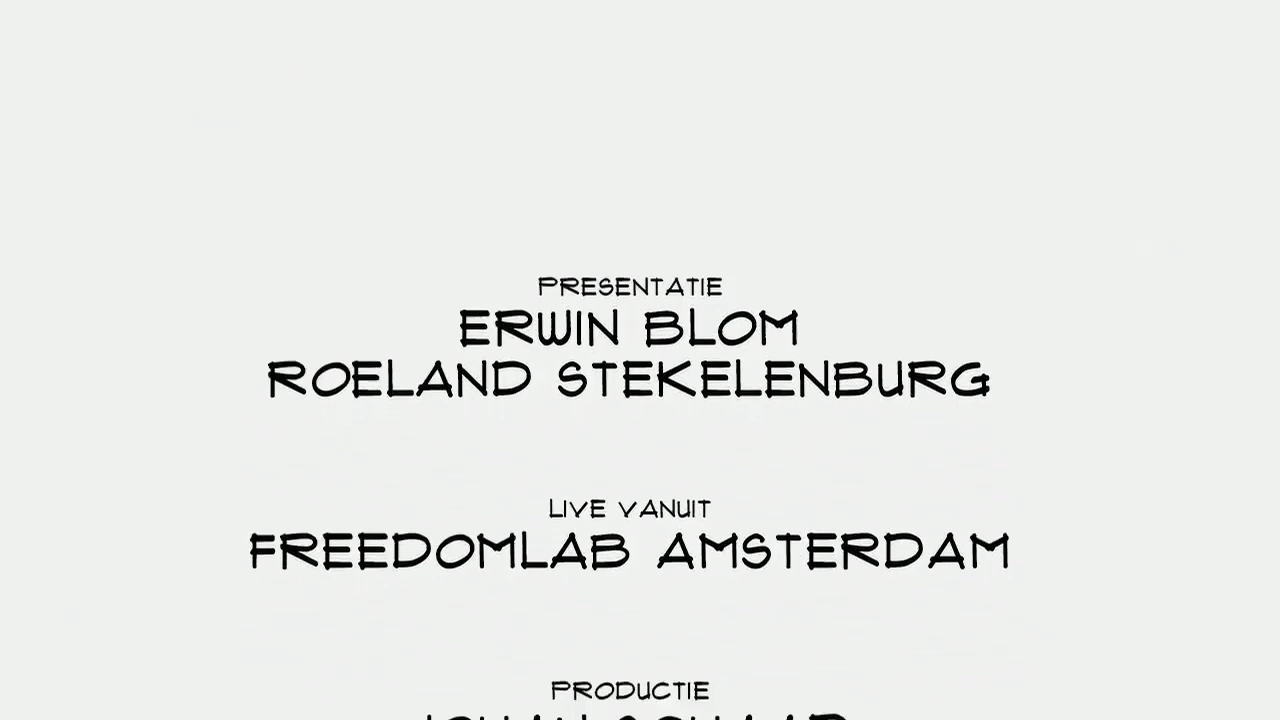 PRESENTATIE
ERWIN BLOM
ROELAND STEKELENBURG
LIVE VANUIT
FREEDOMLAB AMSTERDAM
PRODUCTIE